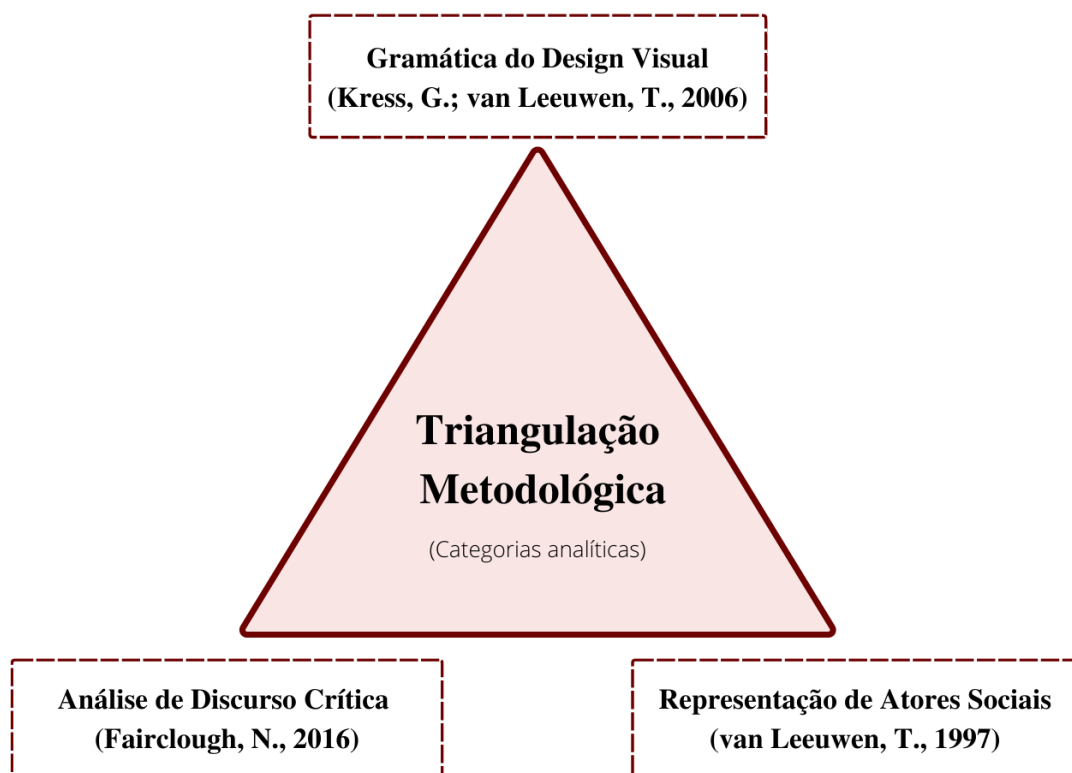 Gramática do Design Visual
(Kress, G.; van Leeuwen, T., 2006)
Triangulação
Metodológica
(Categorias analíticas)
Análise de Discurso Crítica
(Fairclough, N., 2016)
Representação de Atores Sociais
(van Leeuwen, T., 1997)